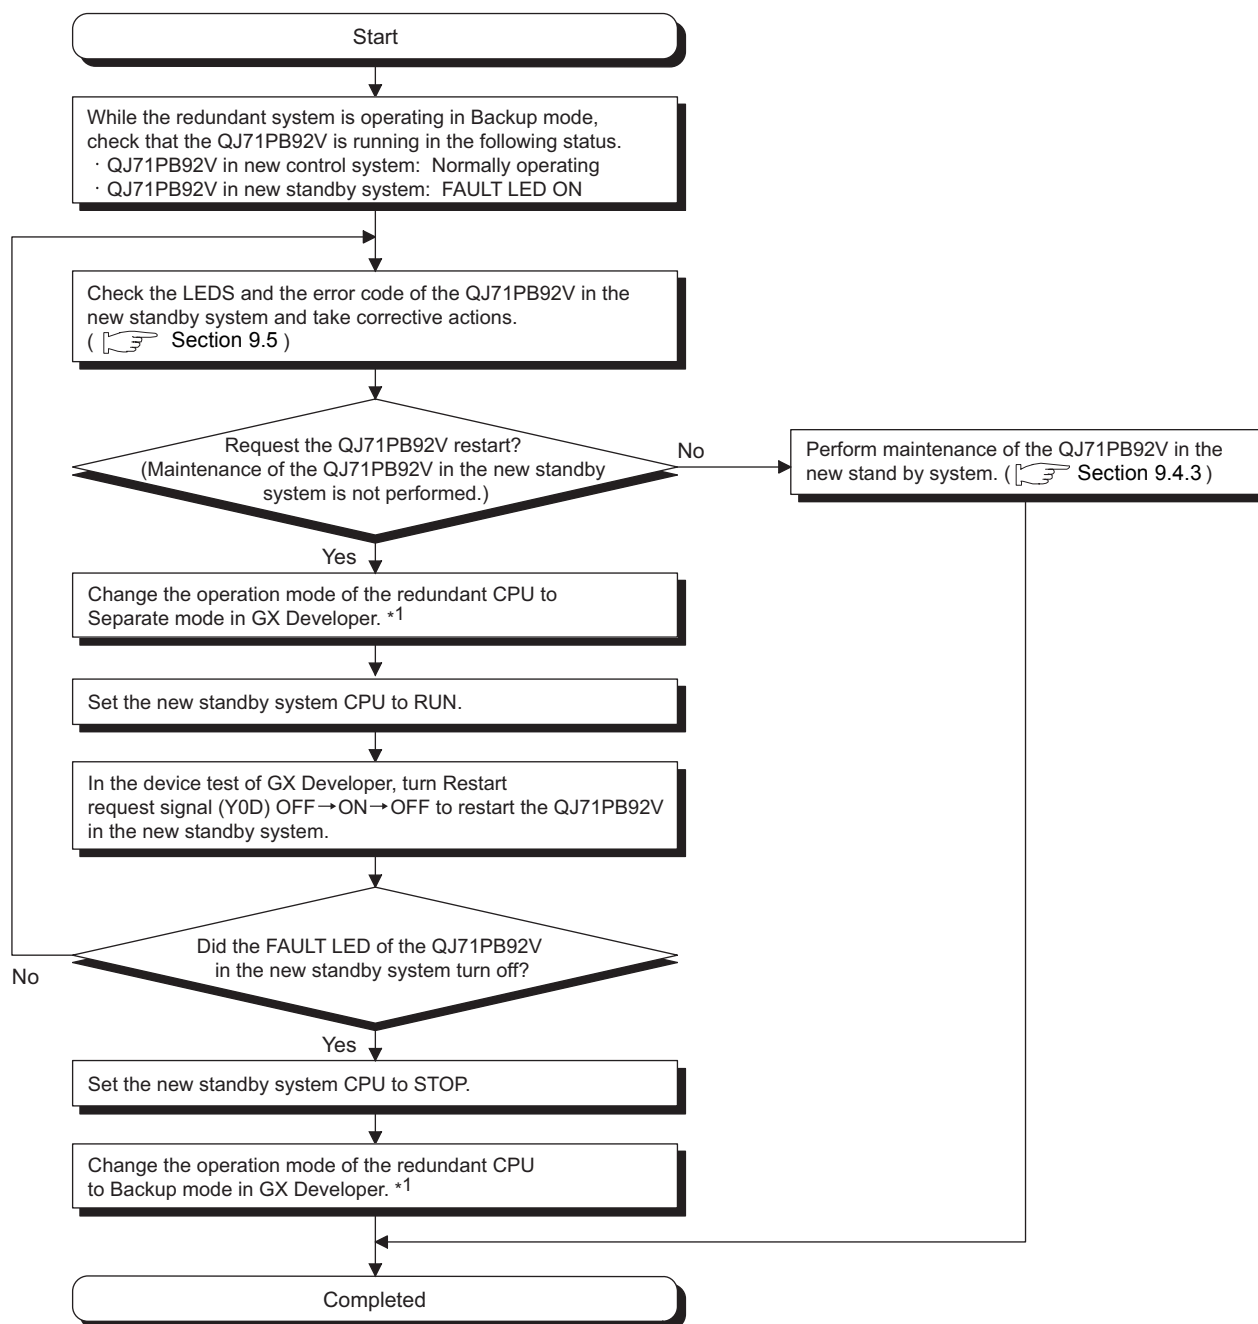 Start
While the redundant system is operating in Backup mode,
check that the QJ71PB92V is running in the following status.
· QJ71PB92V in new control system: Normally operating
· QJ71PB92V in new standby system: FAULT LED ON
Check the LEDS and the error code of the QJ71PB92V in the
new standby system and take corrective actions.
( Section 9.5 )
Request the QJ71PB92V restart?
(Maintenance of the QJ71PB92V in the new standby
system is not performed.)
No
Perform maintenance of the QJ71PB92V in the
new stand by system. ( Section 9.4.3 )
Yes
Change the operation mode of the redundant CPU to
Separate mode in GX Developer. *1
Set the new standby system CPU to RUN.
In the device test of GX Developer, turn Restart
request signal (Y0D) OFF→ON→OFF to restart the QJ71PB92V
in the new standby system.
Did the FAULT LED of the QJ71PB92V
in the new standby system turn off?
No
Yes
Set the new standby system CPU to STOP.
Change the operation mode of the redundant CPU
to Backup mode in GX Developer. *1
Completed